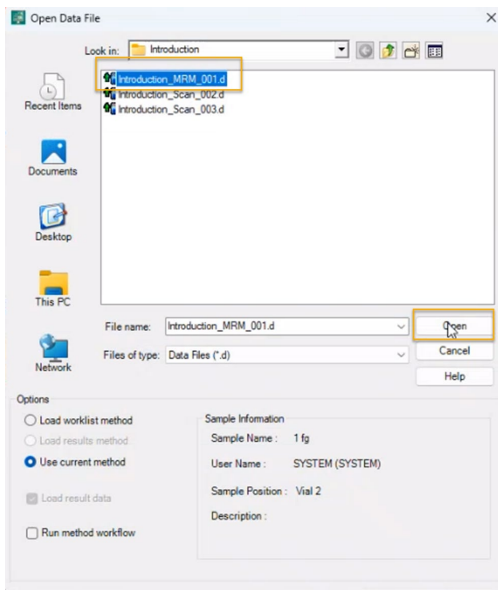 Open Data File
Look in: Introduction
Introduction_MRM_001.d
Introduction_Scan_002.d
Introduction_Scan_003.d
Recent Items
Documents
Desktop
This PC
Network
File name: Introduction_MRM_001.d Open
Files of type: Data Files (*.d) Cancel
Help
Options
Load worklist method
Load results method
Use current method
Load result data
Run method workflow
Sample Information
Sample Name : 1 fg
User Name : SYSTEM (SYSTEM)
Sample Position : Vial 2
Description :